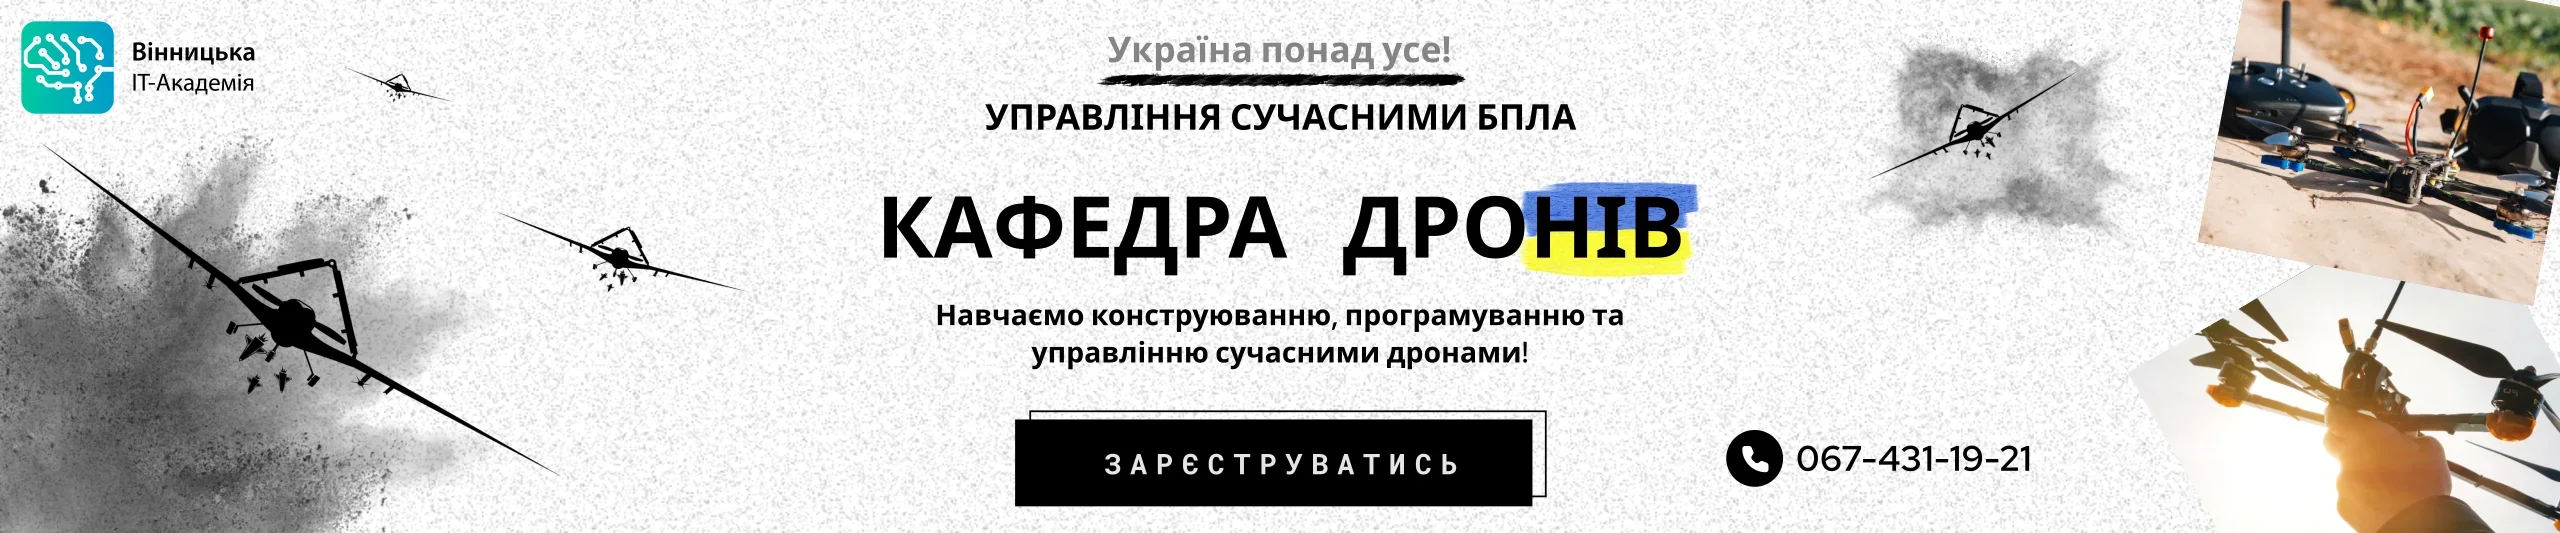 Вінницька
ІТ-Академія
Україна понад усе!
УПРАВЛІННЯ СУЧАСНИМИ БПЛА
КАФЕДРА ДРОНІВ
Навчаємо конструюванню, програмуванню та
управлінню сучасними дронами!
ЗАРЄСТРУВАТИСЬ
067-431-19-21